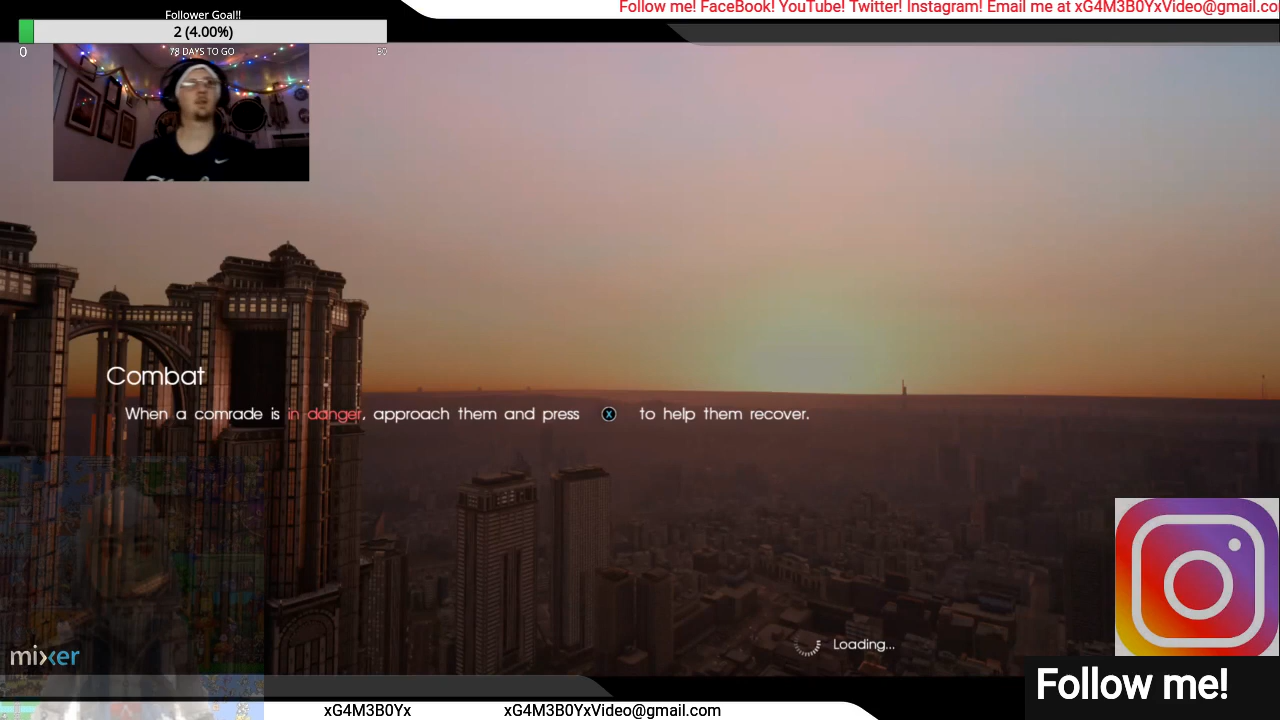 Follower Goal!!
Follow me! FaceBook! YouTube! Twitter! Instagram! Email me at xG4M3B0YxVideo@gmail.co
2 (4.00%)
0
78 DAYS TO GO
50
Combat
When a comrade is in danger, approach them and press X to help them recover.
Loading...
mixer
Follow me!
xG4M3B0Yx
xG4M3B0YxVideo@gmail.com